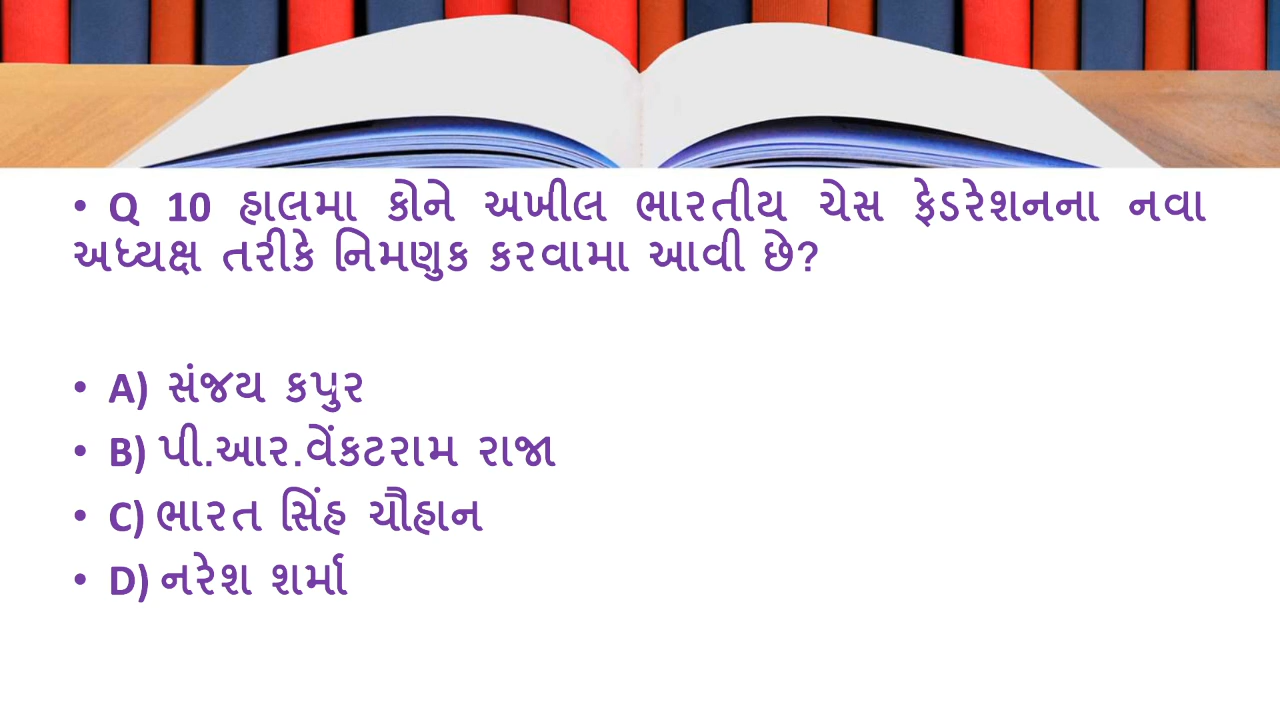 • Q 10 હાલમા કોને અખીલ ભારતીય ચેસ ફેડરેશનના નવા
અધ્યક્ષ તરીકે નિમણુક કરવામા આવી છે?
• A) સંજય કપુર
• B) પી.આર.વેંકટરામ રાજા
• C) ભારત સિંહ ચૌહાન
• D) નરેશ શર્મા